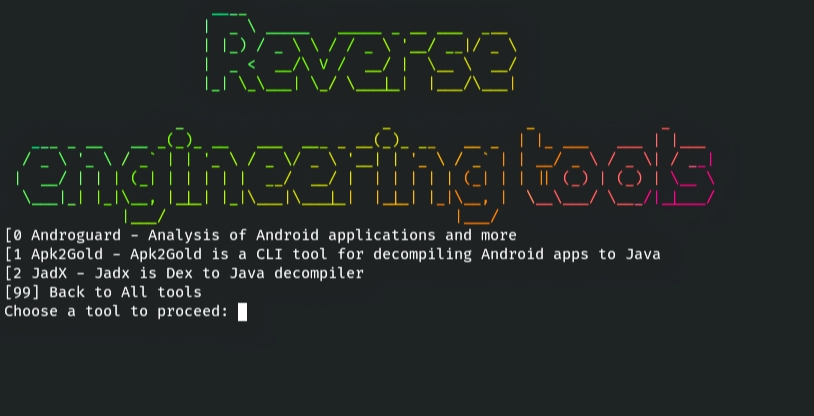 Reverse
engineering tools
[0 Androguard - Analysis of Android applications and more
[1 Apk2Gold - Apk2Gold is a CLI tool for decompiling Android apps to Java
[2 JadX - Jadx is Dex to Java decompiler
[99] Back to All tools
Choose a tool to proceed: